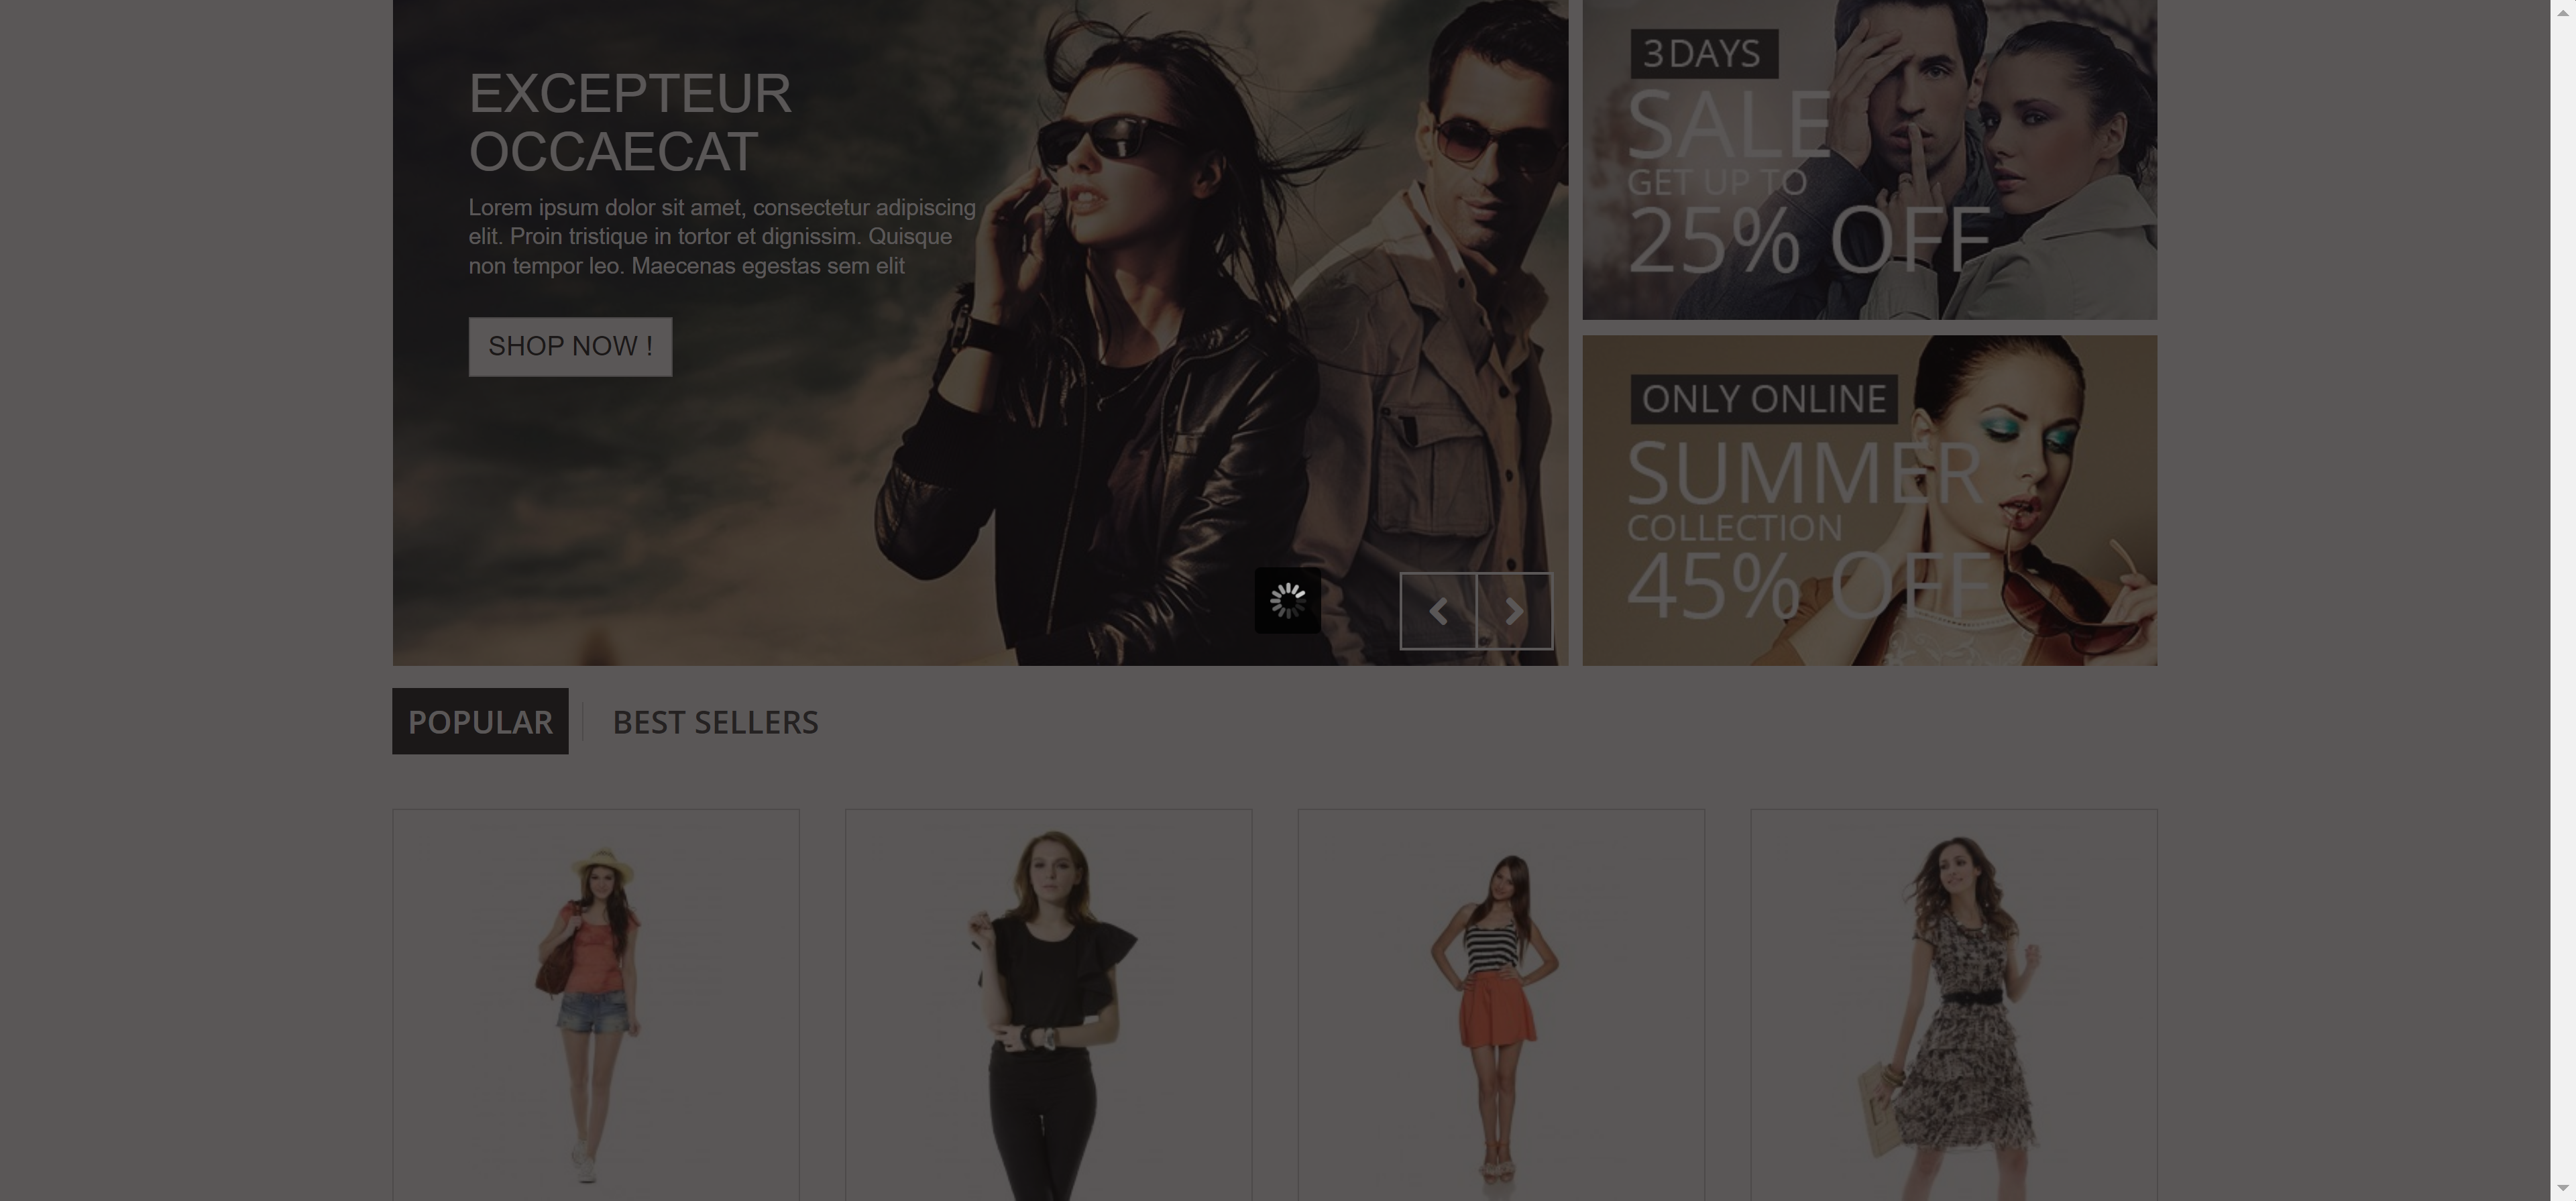 EXCEPTEUR
OCCAECAT
Lorem ipsum dolor sit amet, consectetur adipiscing
elit. Proin tristique in tortor et dignissim. Quisque
non tempor leo. Maecenas egestas sem elit
SHOP NOW !
3 DAYS
SALE
GET UP TO
25% OFF
ONLY ONLINE
SUMMER
COLLECTION
45% OFF
POPULAR
BEST SELLERS